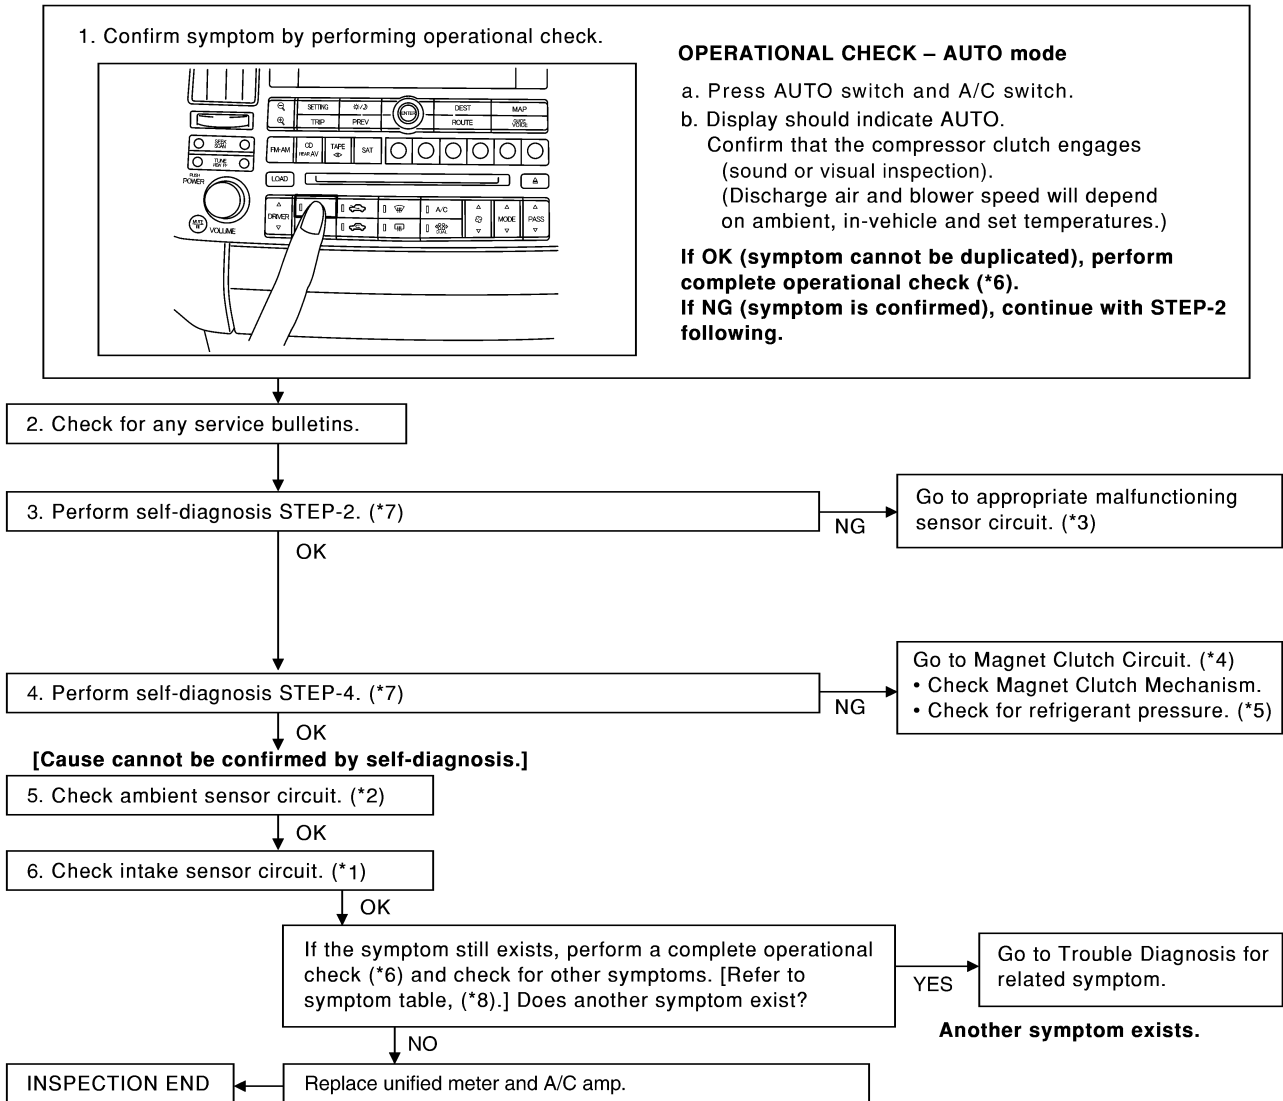 1. Confirm symptom by performing operational check.
SETTING
TRIP
PREV
ENTER
DEST
ROUTE
MAP
VOICE
SEEK
SCAN
TUNE
FM·AM
CD
REAR AV
TAPE
SAT
PUSH
POWER
LOAD
MUTE
VOLUME
DRIVER
A/C
DUAL
MODE
PASS
OPERATIONAL CHECK – AUTO mode
a. Press AUTO switch and A/C switch.
b. Display should indicate AUTO.
Confirm that the compressor clutch engages
(sound or visual inspection).
(Discharge air and blower speed will depend
on ambient, in-vehicle and set temperatures.)
If OK (symptom cannot be duplicated), perform
complete operational check (*6).
If NG (symptom is confirmed), continue with STEP-2
following.
2. Check for any service bulletins.
3. Perform self-diagnosis STEP-2. (*7)
NG
Go to appropriate malfunctioning
sensor circuit. (*3)
OK
4. Perform self-diagnosis STEP-4. (*7)
NG
Go to Magnet Clutch Circuit. (*4)
• Check Magnet Clutch Mechanism.
• Check for refrigerant pressure. (*5)
OK
[Cause cannot be confirmed by self-diagnosis.]
5. Check ambient sensor circuit. (*2)
OK
6. Check intake sensor circuit. (*1)
OK
If the symptom still exists, perform a complete operational
check (*6) and check for other symptoms. [Refer to
symptom table, (*8).] Does another symptom exist?
YES
Go to Trouble Diagnosis for
related symptom.
Another symptom exists.
NO
Replace unified meter and A/C amp.
INSPECTION END